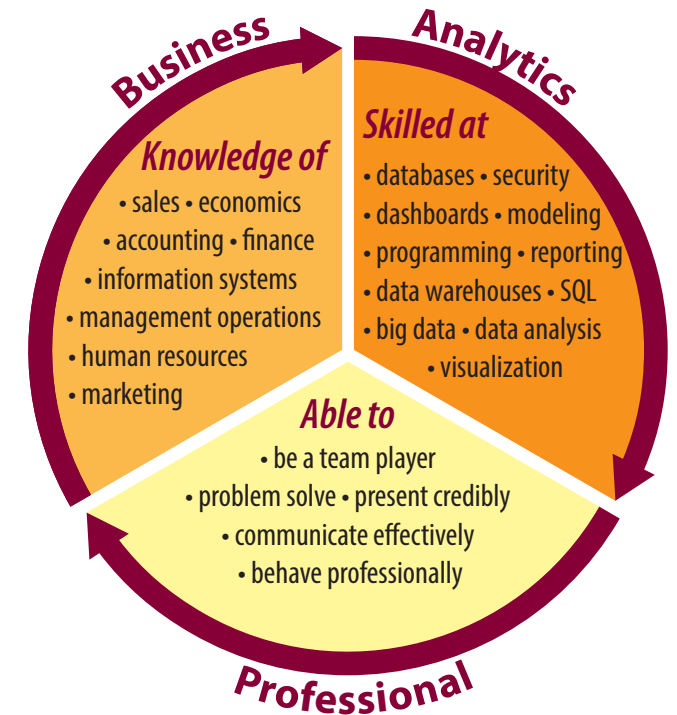 Business
Knowledge of
• sales • economics
• accounting • finance
• information systems
• management operations
• human resources
• marketing
Analytics
Skilled at
• databases • security
• dashboards • modeling
• programming • reporting
• data warehouses • SQL
• big data • data analysis
• visualization
Able to
• be a team player
• problem solve • present credibly
• communicate effectively
• behave professionally
Professional